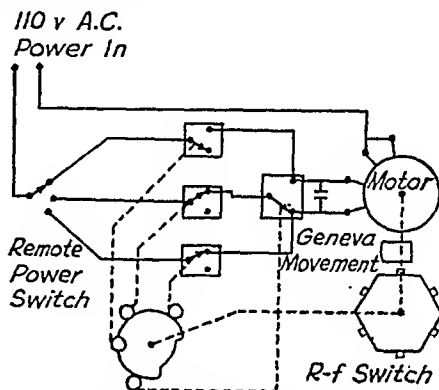 110 v A.C.
Power In
Motor
Geneva
Movement
Remote
Power
Switch
R-f Switch